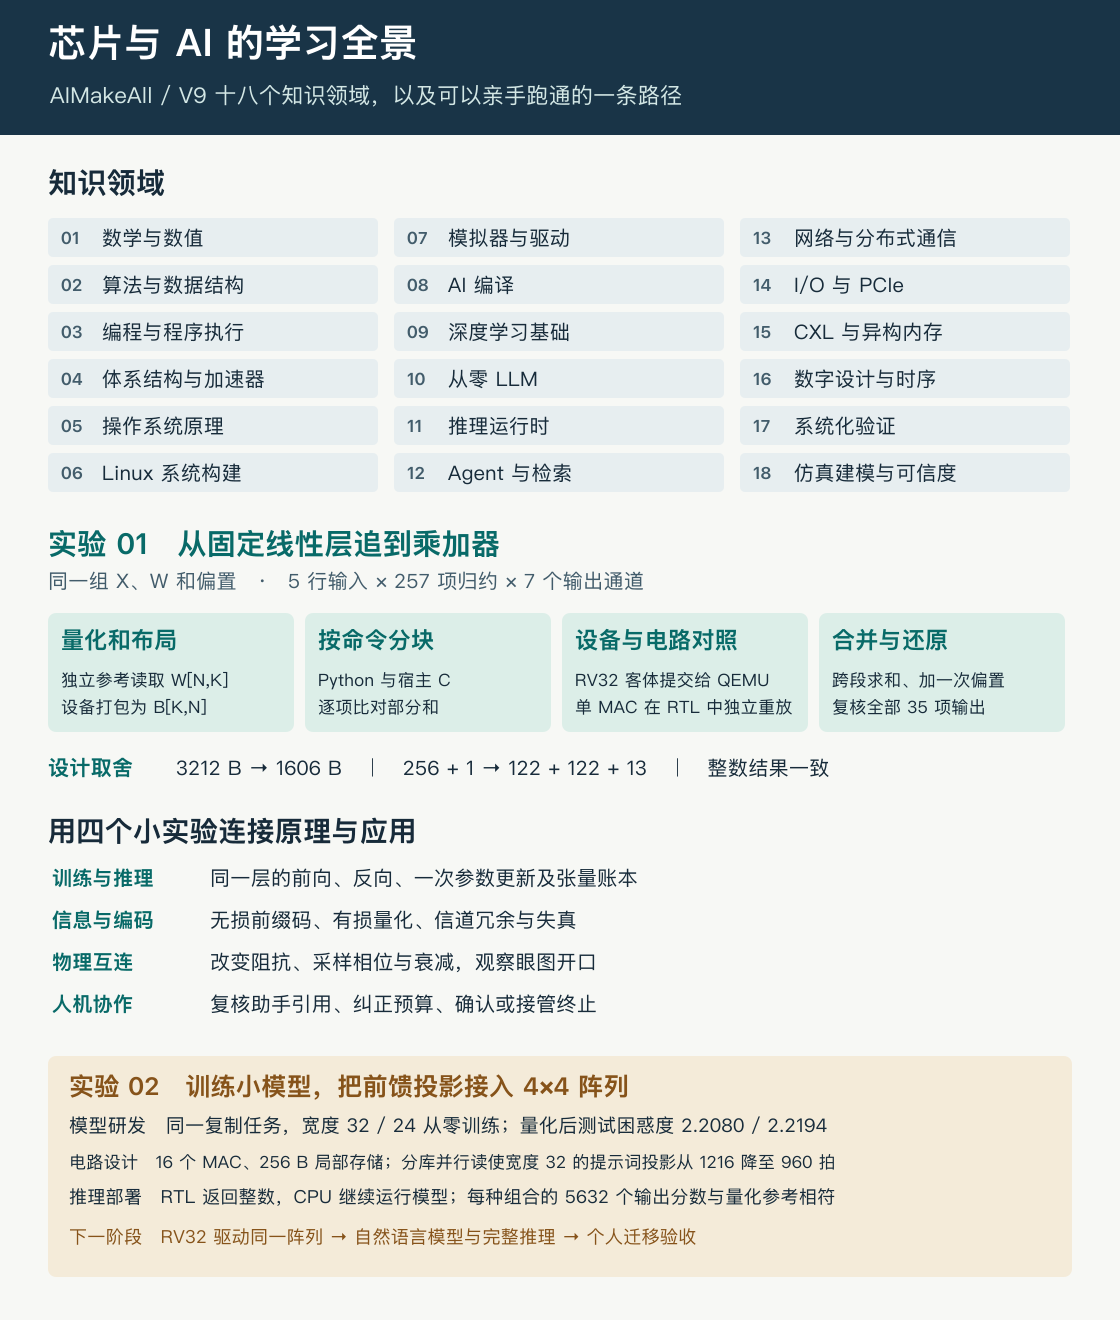 芯片与 AI 的学习全景
AIMakeAll / V9 十八个知识领域，以及可以亲手跑通的一条路径
知识领域
01 数学与数值
02 算法与数据结构
03 编程与程序执行
04 体系结构与加速器
05 操作系统原理
06 Linux 系统构建
07 模拟器与驱动
08 AI 编译
09 深度学习基础
10 从零 LLM
11 推理运行时
12 Agent 与检索
13 网络与分布式通信
14 I/O 与 PCIe
15 CXL 与异构内存
16 数字设计与时序
17 系统化验证
18 仿真建模与可信度
实验 01 从固定线性层追到乘加器
同一组 X、W 和偏置 · 5 行输入 × 257 项归约 × 7 个输出通道
量化和布局
独立参考读取 W[N,K]
设备打包为 B[K,N]
按命令分块
Python 与宿主 C
逐项比对部分和
设备与电路对照
RV32 客体提交给 QEMU
单 MAC 在 RTL 中独立重放
合并与还原
跨段求和、加一次偏置
复核全部 35 项输出
设计取舍 3212 B → 1606 B | 256 + 1 → 122 + 122 + 13 | 整数结果一致
用四个小实验连接原理与应用
训练与推理 同一层的前向、反向、一次参数更新及张量账本
信息与编码 无损前缀码、有损量化、信道冗余与失真
物理互连 改变阻抗、采样相位与衰减，观察眼图开口
人机协作 复核助手引用、纠正预算、确认或接管终止
实验 02 训练小模型，把前馈投影接入 4×4 阵列
模型研发 同一复制任务，宽度 32 / 24 从零训练；量化后测试困惑度 2.2080 / 2.2194
电路设计 16 个 MAC、256 B 局部存储；分库并行读使宽度 32 的提示词投影从 1216 降至 960 拍
推理部署 RTL 返回整数，CPU 继续运行模型；每种组合的 5632 个输出分数与量化参考相符
下一阶段 RV32 驱动同一阵列 → 自然语言模型与完整推理 → 个人迁移验收